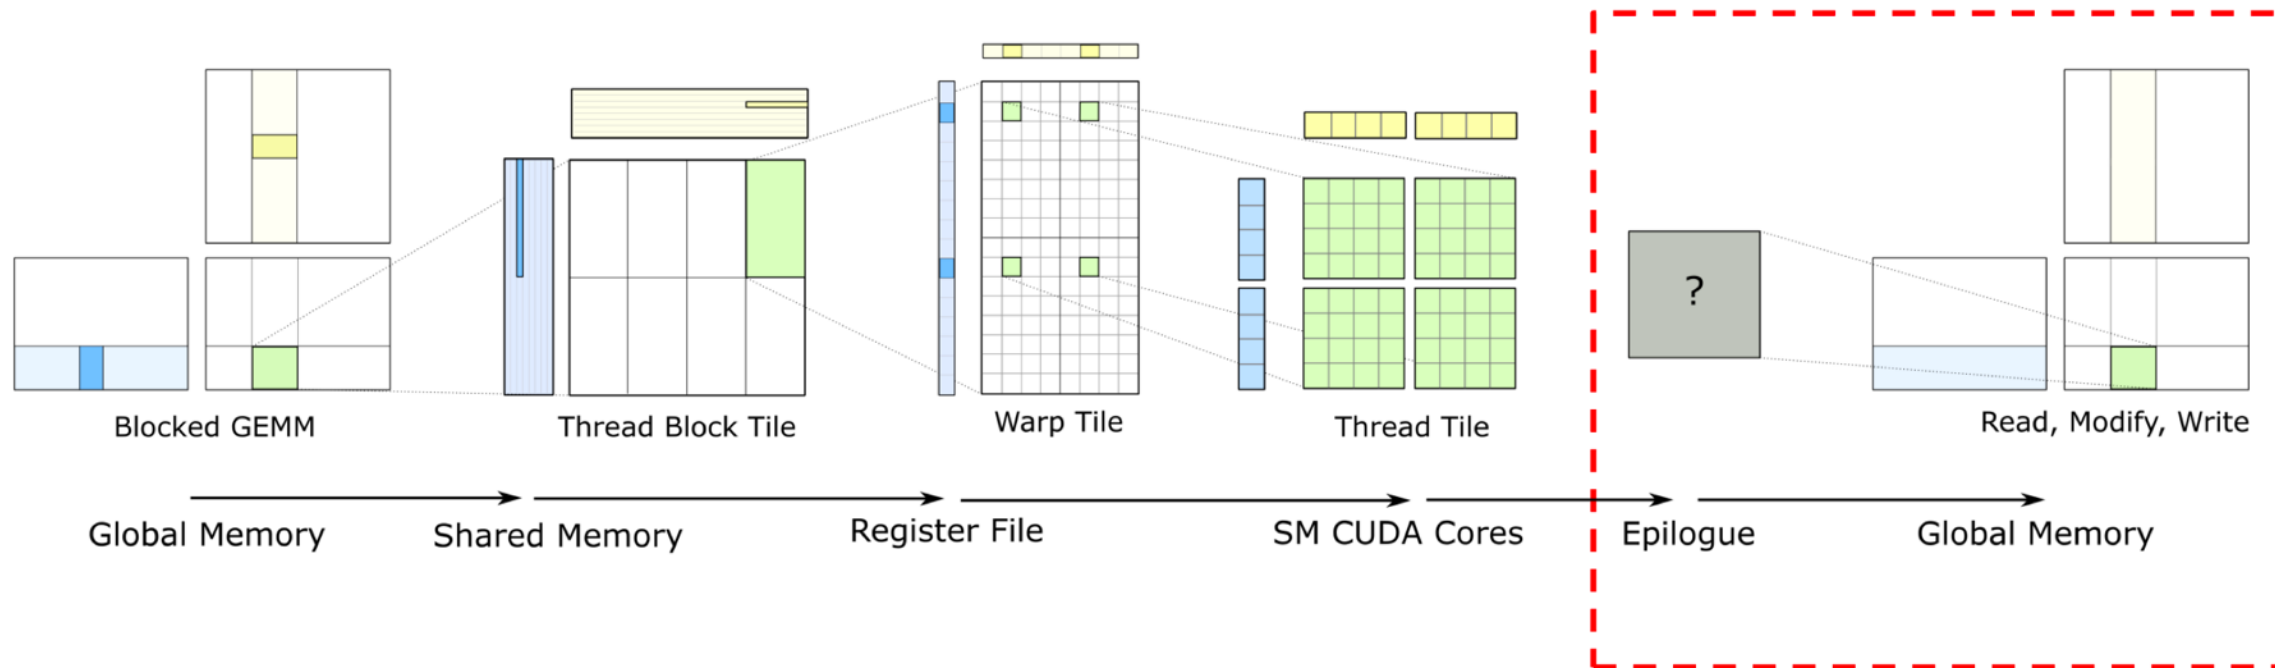 ?
Blocked GEMM
Thread Block Tile
Warp Tile
Thread Tile
Read, Modify, Write
Global Memory
Shared Memory
Register File
SM CUDA Cores
Epilogue
Global Memory